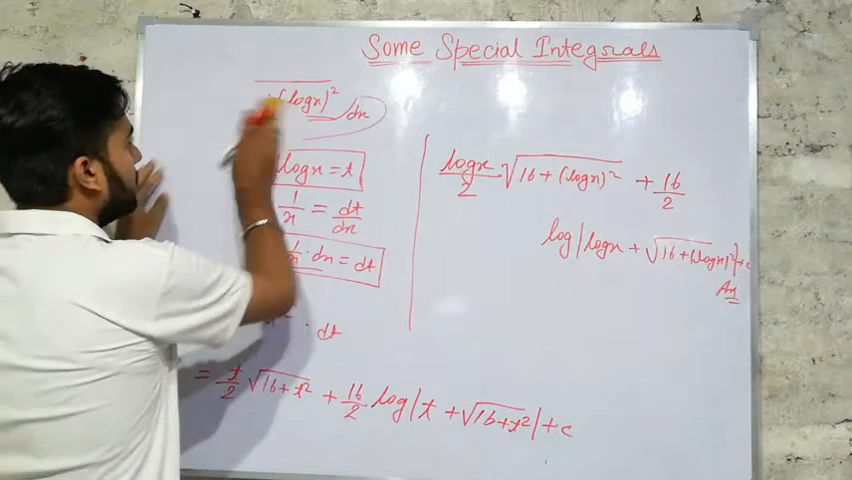 Some Special Integrals
(logx)² dx
logx = t
1/x = dt/dx
1/x · dx = dt
· dt
= t/2 √16+t² + 16/2 log|t + √16+t²| + c
logx/2 √16+(logx)² + 16/2
log|logx + √16+(logx)²|+c
Ans